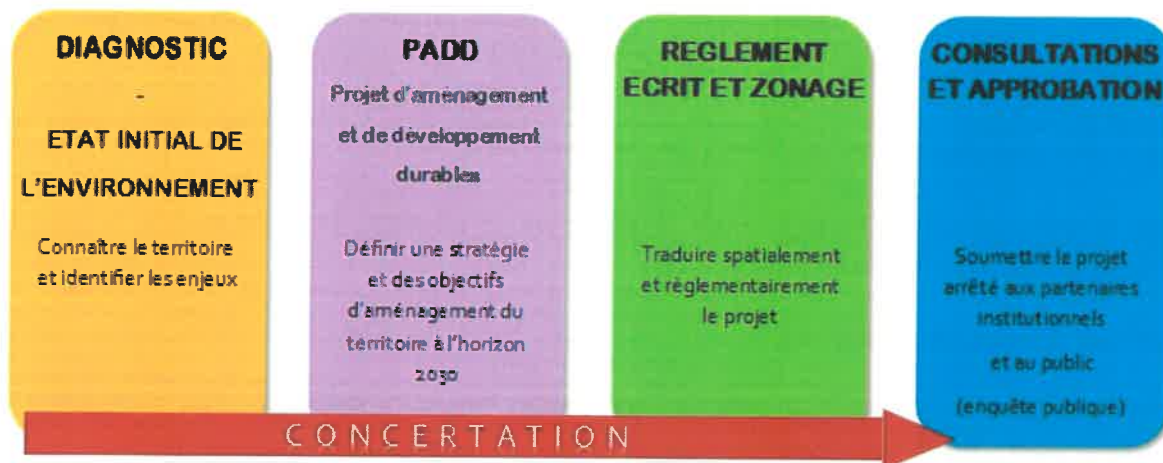 DIAGNOSTIC
-
ETAT INITIAL DE
L'ENVIRONNEMENT
Connaître le territoire
et identifier les enjeux
PADD
Projet d'aménagement
et de développement
durables
Définir une stratégie
et des objectifs
d'aménagement du
territoire à l'horizon
2030
REGLEMENT
ECRIT ET ZONAGE
Traduire spatialement
et règlementairement
le projet
CONSULTATIONS
ET APPROBATION
Soumettre le projet
arrêté aux partenaires
institutionnels
et au public
(enquête publique)
CONCERTATION